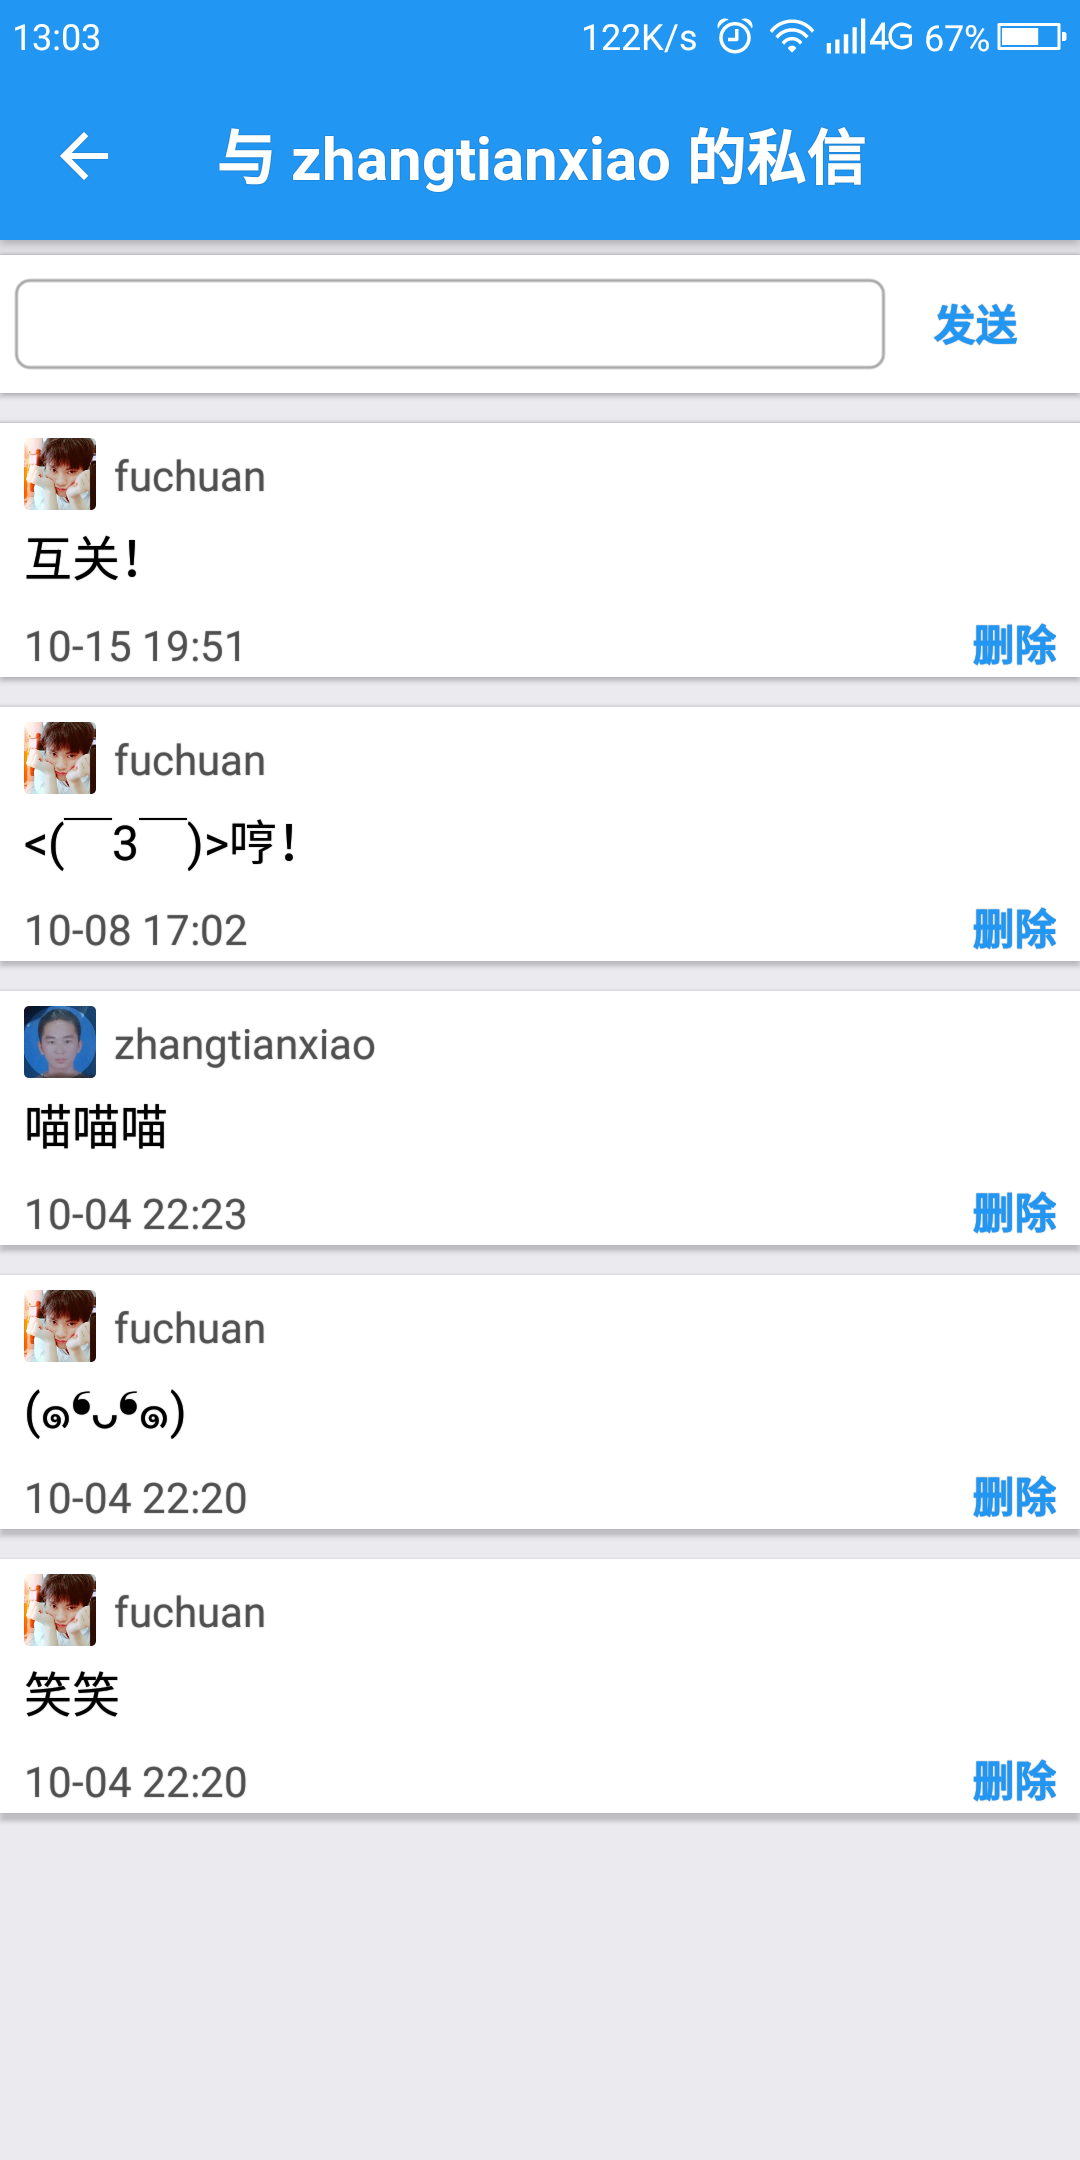 13:03 122K/s 4G 67%
与 zhangtianxiao 的私信
发送
fuchuan
互关！
10-15 19:51 删除
fuchuan
<(￣3￣)>哼！
10-08 17:02 删除
zhangtianxiao
喵喵喵
10-04 22:23 删除
fuchuan
(๑❛ᴗ❛๑)
10-04 22:20 删除
fuchuan
笑笑
10-04 22:20 删除